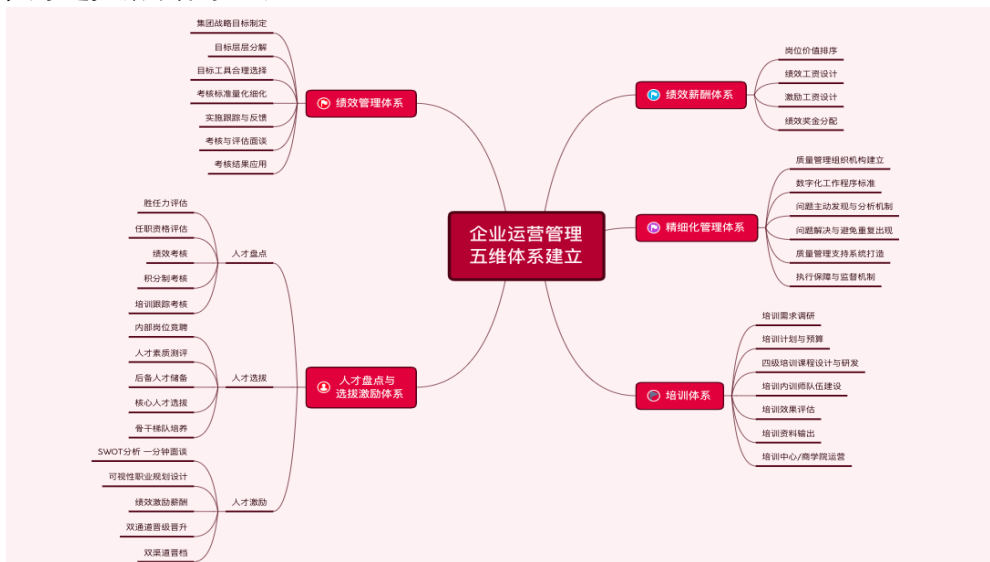 集团战略目标制定
目标层层分解
目标工具合理选择
考核标准量化细化
实施跟踪与反馈
考核与评估面谈
考核结果应用
绩效管理体系
胜任力评估
任职资格评估
绩效考核
积分制考核
培训跟踪考核
人才盘点
内部岗位竞聘
人才素质测评
后备人才储备
核心人才选拔
骨干梯队培养
人才选拔
SWOT分析 一分钟面谈
可视性职业规划设计
绩效激励薪酬
双通道晋级晋升
双渠道晋档
人才激励
人才盘点与
选拔激励体系
企业运营管理
五维体系建立
绩效薪酬体系
岗位价值排序
绩效工资设计
激励工资设计
绩效奖金分配
精细化管理体系
质量管理组织机构建立
数字化工作程序标准
问题主动发现与分析机制
问题解决与避免重复出现
质量管理支持系统打造
执行保障与监督机制
培训体系
培训需求调研
培训计划与预算
四级培训课程设计与研发
培训内训师队伍建设
培训效果评估
培训资料输出
培训中心/商学院运营